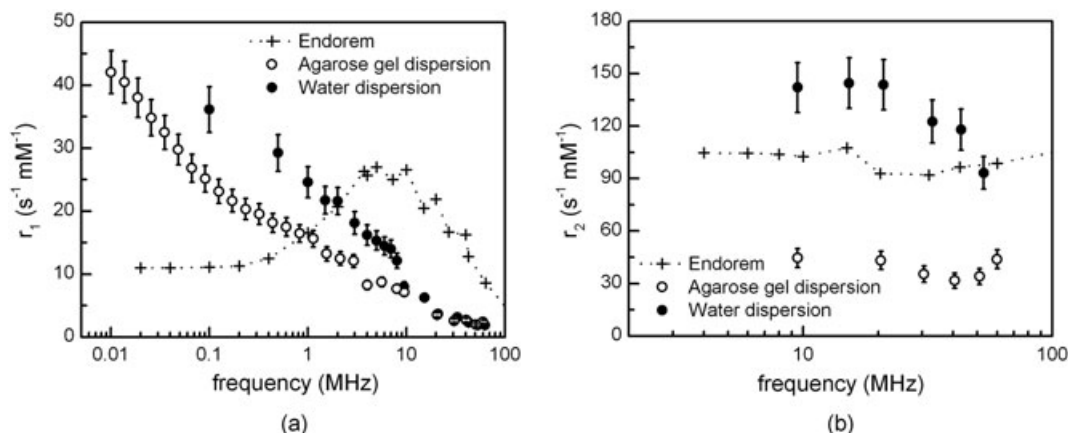 50
40
30
20
10
0
r₁ (s⁻¹ mM⁻¹)
Endorem
Agarose gel dispersion
Water dispersion
0.01 0.1 1 10 100
frequency (MHz)
(a)
180
150
120
90
60
30
0
r₂ (s⁻¹ mM⁻¹)
Endorem
Agarose gel dispersion
Water dispersion
10 100
frequency (MHz)
(b)